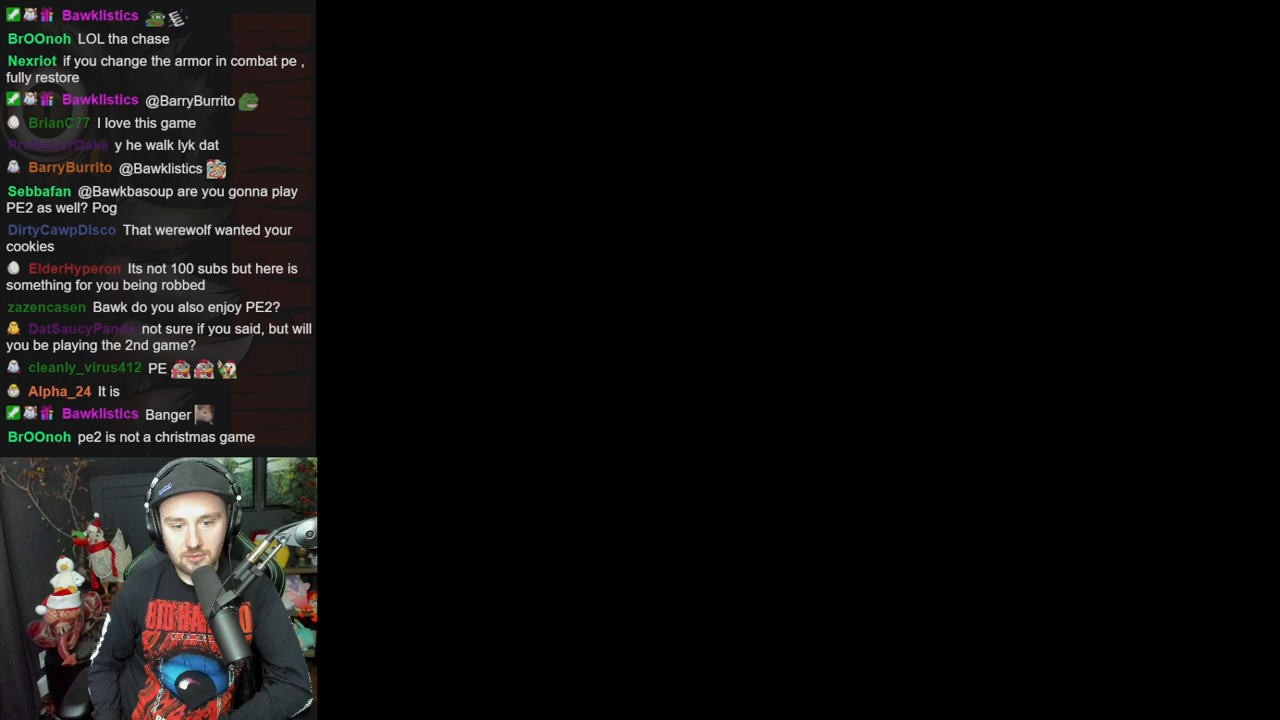 Bawklistics
BrOOnoh LOL tha chase
Nexriot if you change the armor in combat pe ,
fully restore
Bawklistics @BarryBurrito
BrianC77 I love this game
y he walk lyk dat
BarryBurrito @Bawklistics
Sebbafan @Bawkbasoup are you gonna play
PE2 as well? Pog
DirtyCawpDisco That werewolf wanted your
cookies
ElderHyperon Its not 100 subs but here is
something for you being robbed
zazencasen Bawk do you also enjoy PE2?
DatSaucyPanda not sure if you said, but will
you be playing the 2nd game?
cleanly_virus412 PE
Alpha_24 It is
Bawklistics Banger
BrOOnoh pe2 is not a christmas game